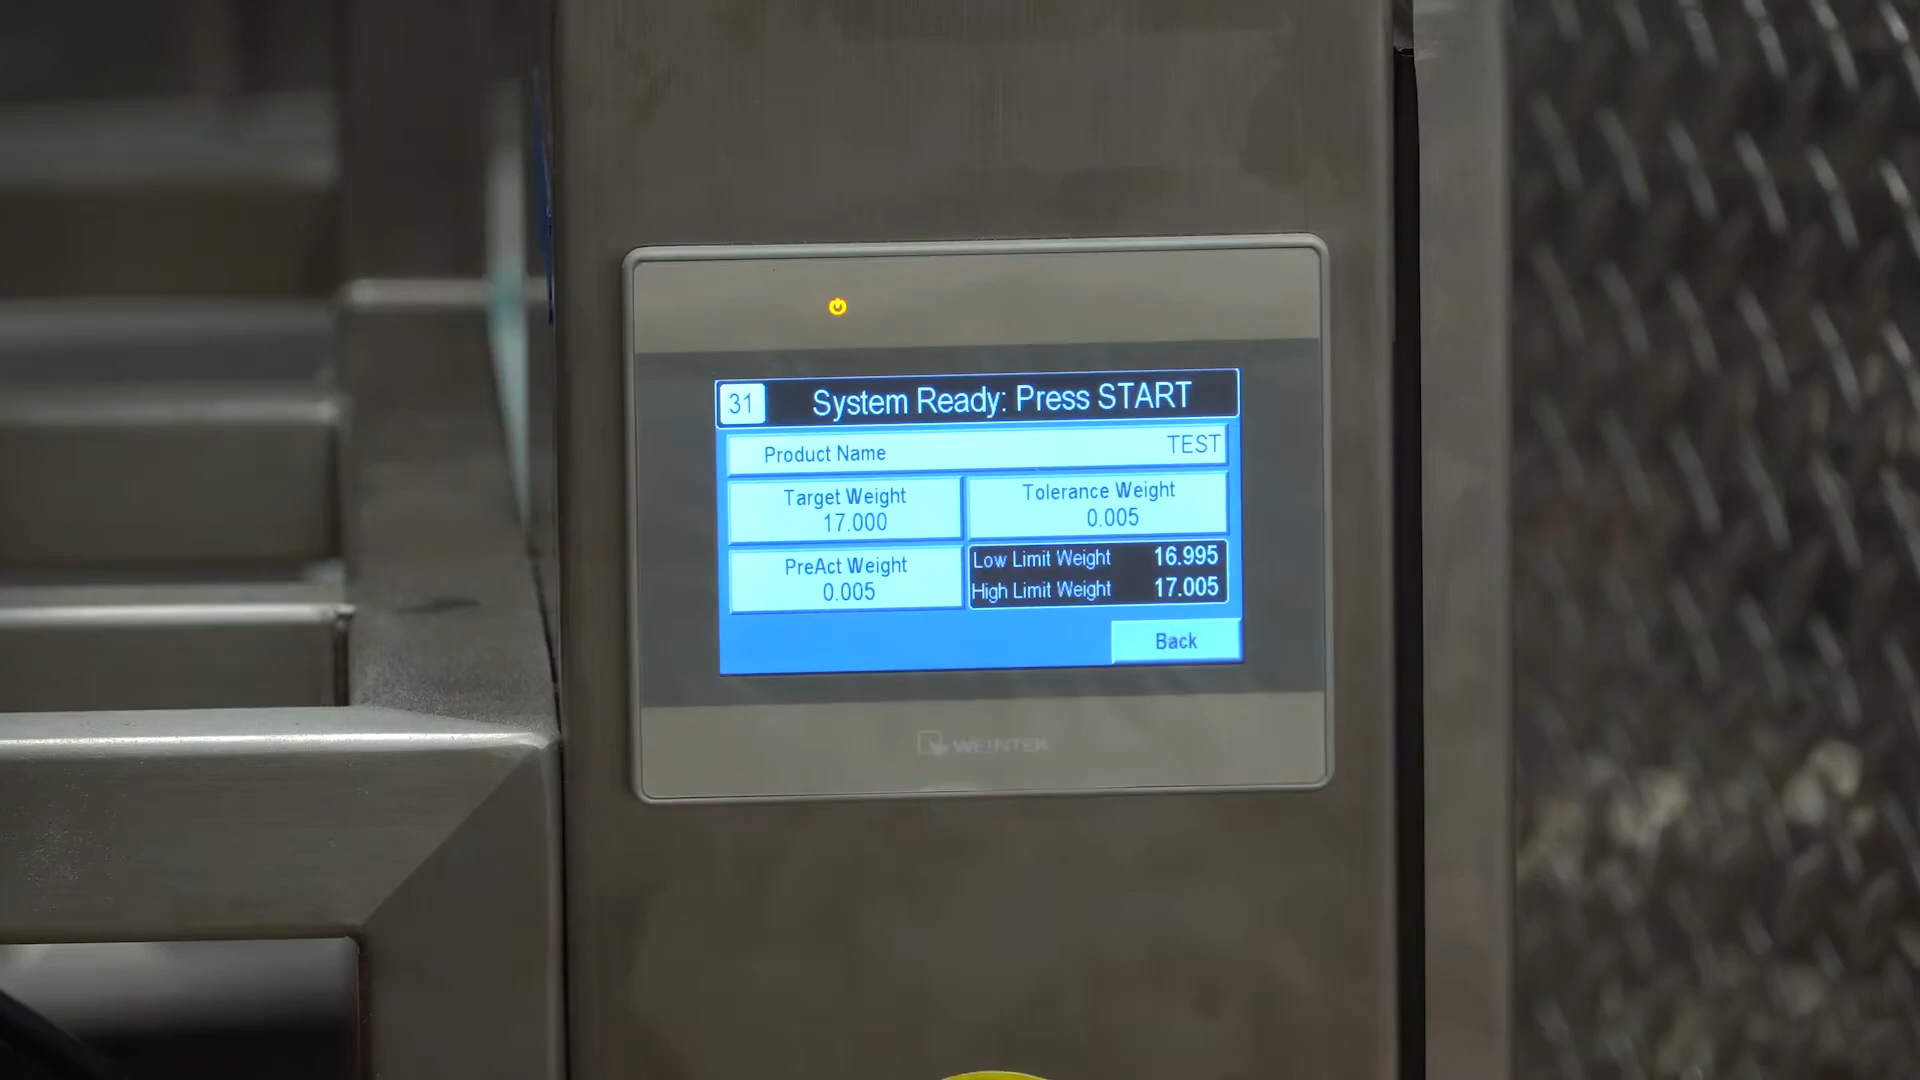 31 System Ready: Press START
Product Name TEST
Target Weight
17.000
Tolerance Weight
0.005
PreAct Weight
0.005
Low Limit Weight 16.995
High Limit Weight 17.005
Back
WEINTEK